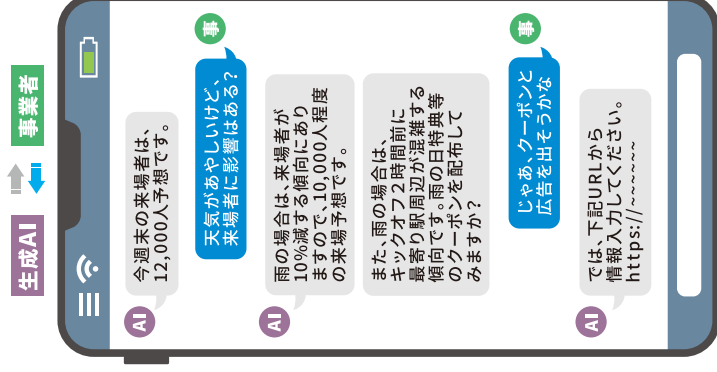 生成AI
事業者
AI
今週末の来場者は、
12,000人予想です。
事
天気があやしいけど、
来場者に影響はある?
AI
雨の場合は、来場者が
10%減する傾向にあり
ますので、10,000人程度
の来場予想です。
また、雨の場合は、
キックオフ2時間前に
最寄り駅周辺が混雑する
傾向です。雨の日特典等
のクーポンを配布して
みますか?
事
じゃあ、クーポンと
広告を出そうかな
AI
では、下記URLから
情報入力してください。
https://~~~~~~